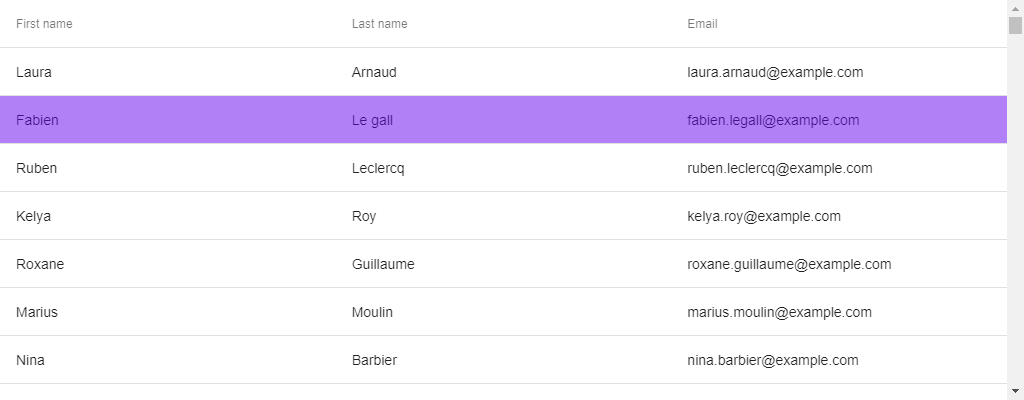 First name Last name Email
Laura Arnaud laura.arnaud@example.com
Fabien Le gall fabien.legall@example.com
Ruben Leclercq ruben.leclercq@example.com
Kelya Roy kelya.roy@example.com
Roxane Guillaume roxane.guillaume@example.com
Marius Moulin marius.moulin@example.com
Nina Barbier nina.barbier@example.com